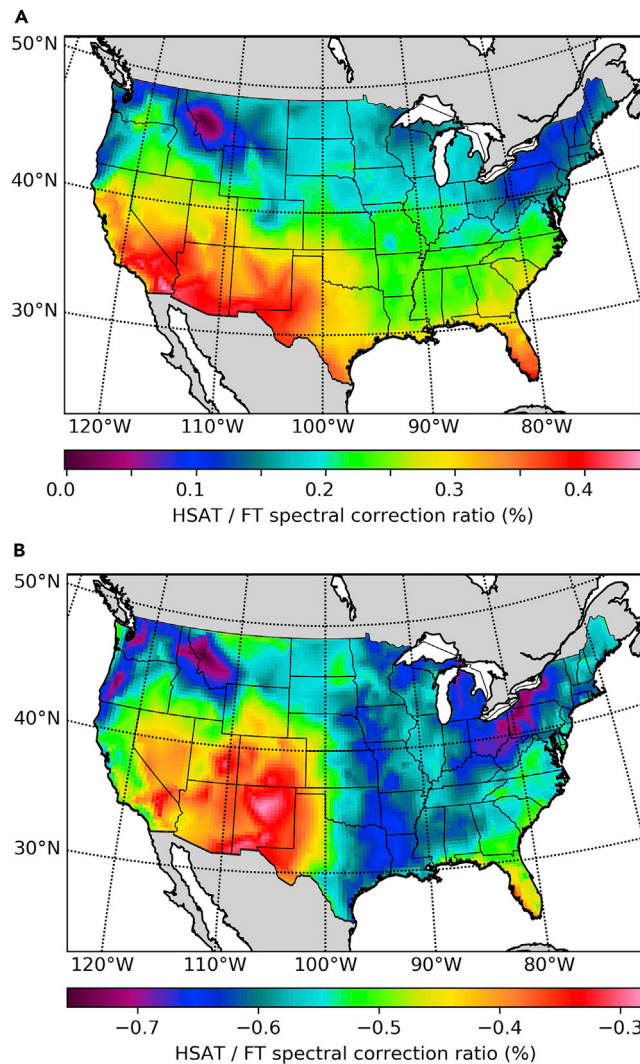 A
50°N
40°N
30°N
120°W 110°W 100°W 90°W 80°W
0.0 0.1 0.2 0.3 0.4
HSAT / FT spectral correction ratio (%)
B
50°N
40°N
30°N
120°W 110°W 100°W 90°W 80°W
−0.7 −0.6 −0.5 −0.4 −0.3
HSAT / FT spectral correction ratio (%)